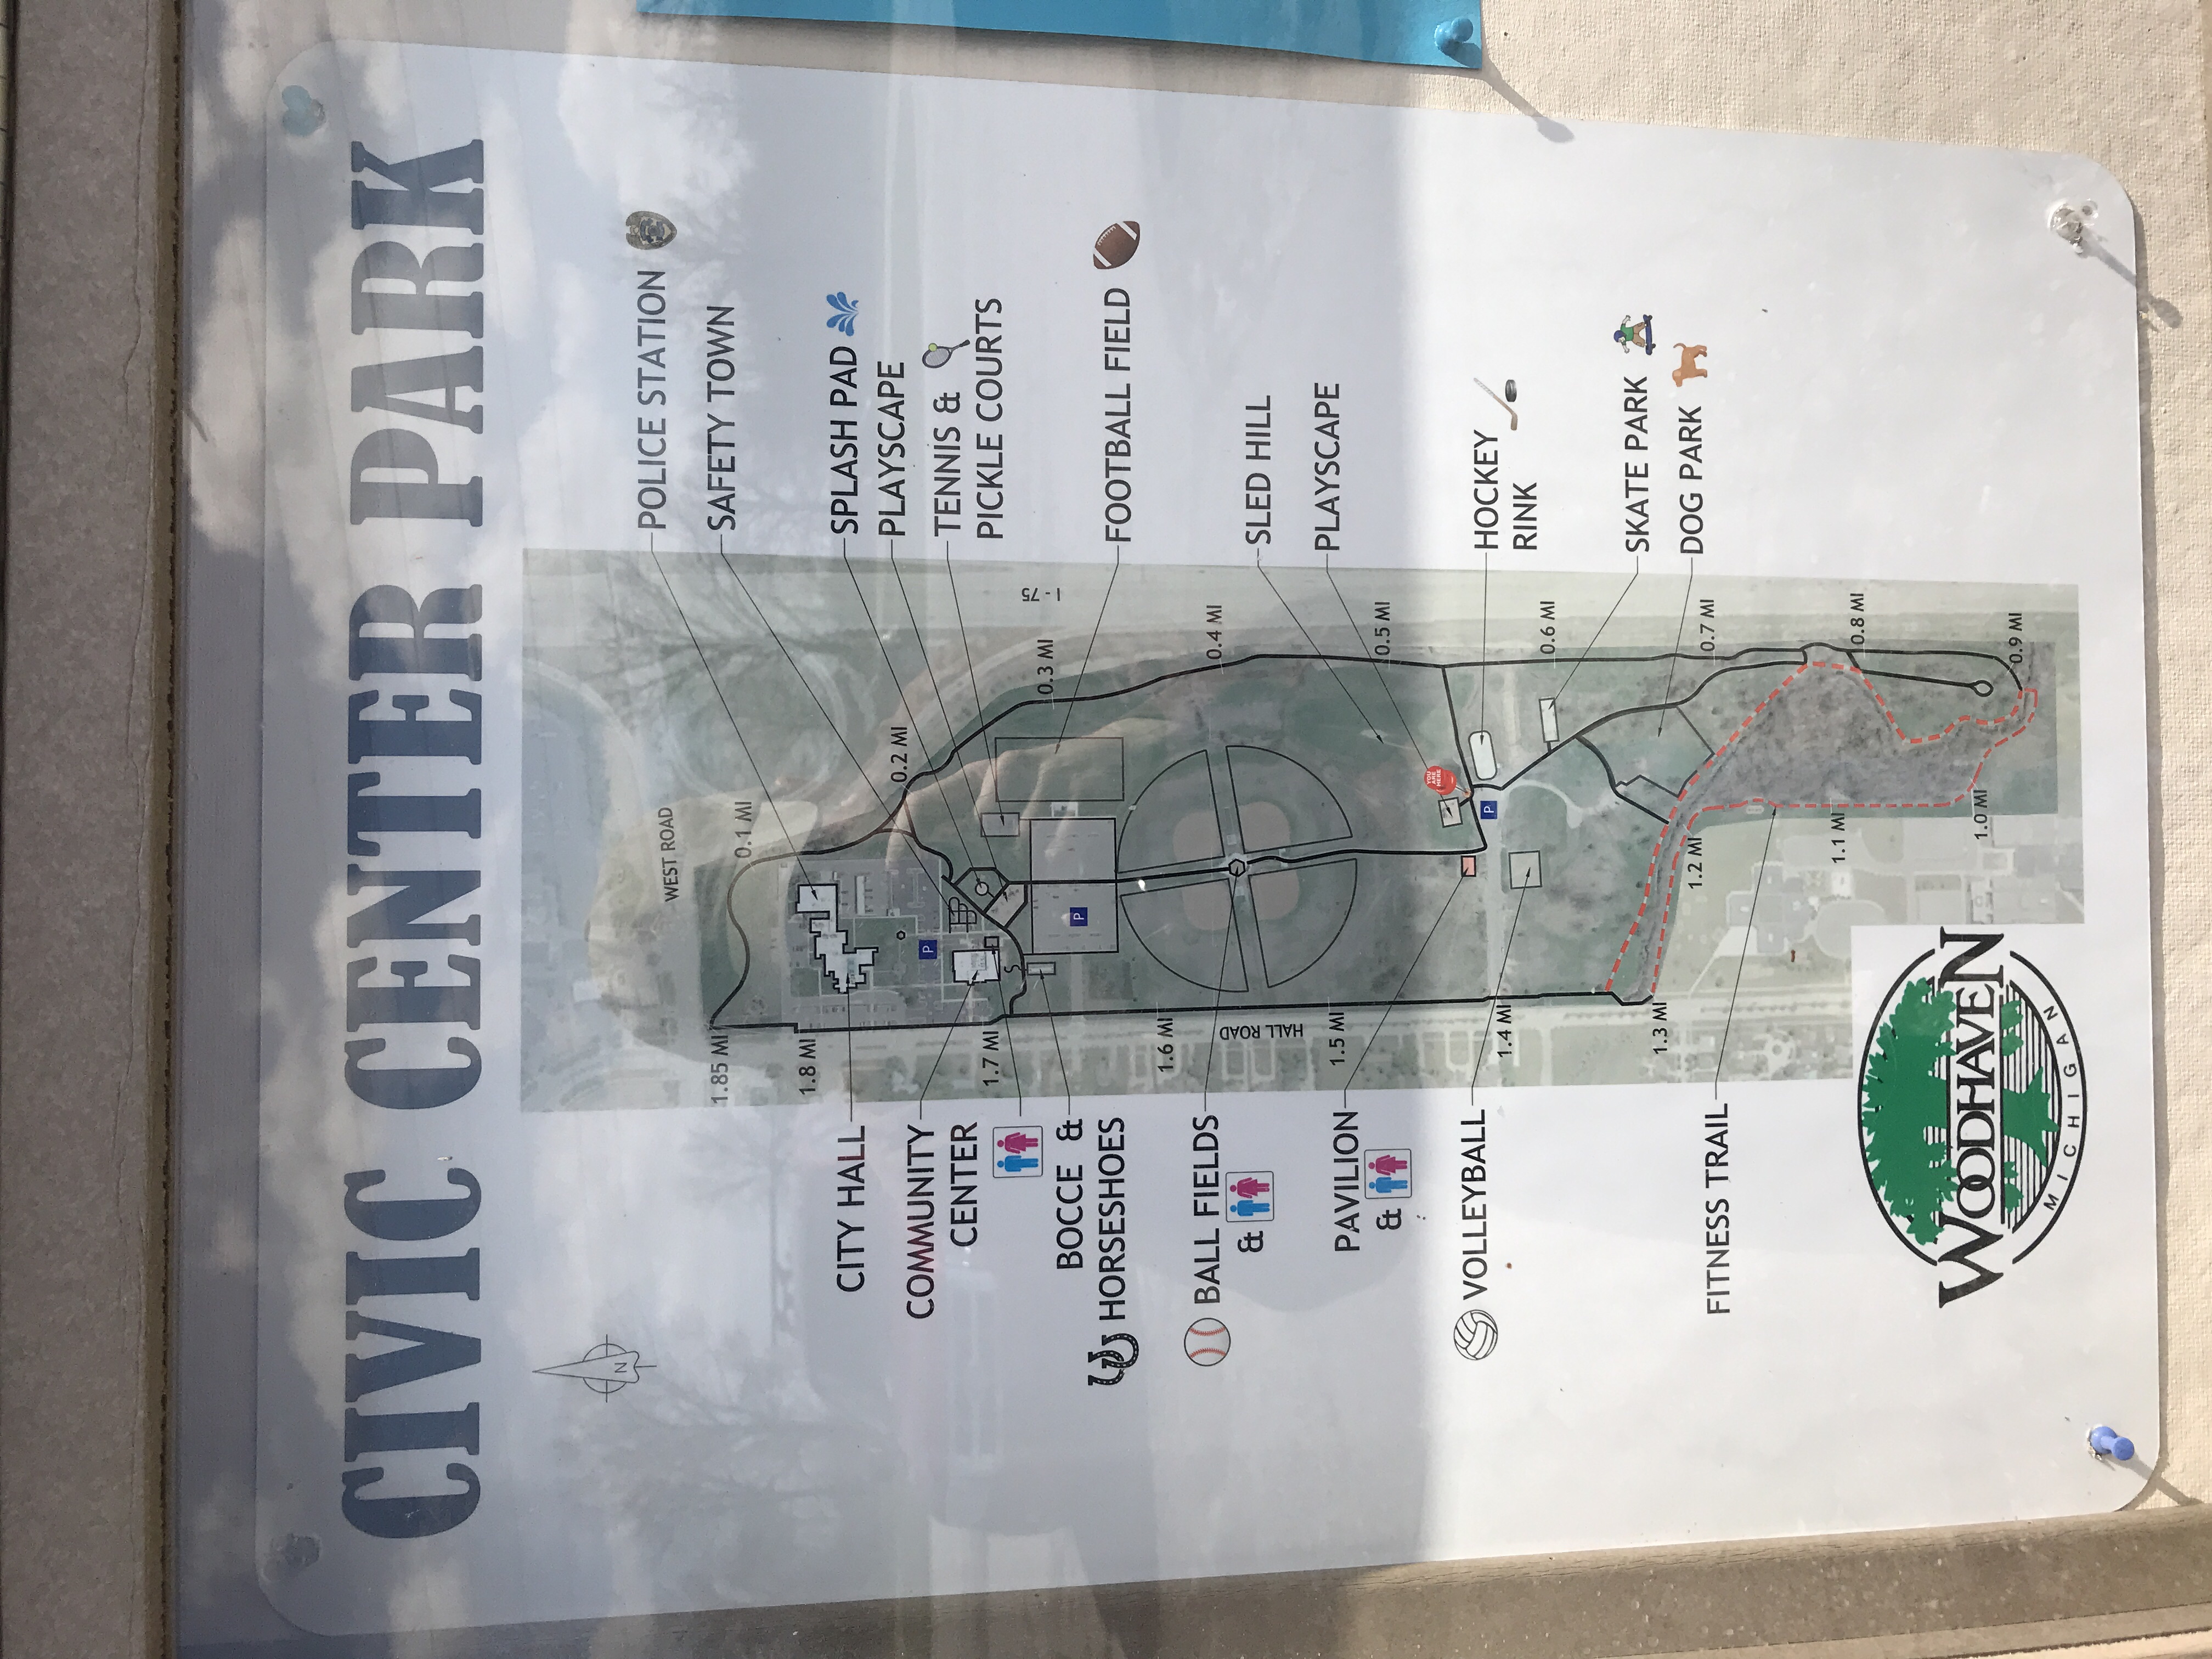 CIVIC CENTER PARK
POLICE STATION
SAFETY TOWN
SPLASH PAD
PLAYSCAPE
TENNIS &
PICKLE COURTS
FOOTBALL FIELD
SLED HILL
PLAYSCAPE
HOCKEY
RINK
SKATE PARK
DOG PARK
N
CITY HALL
COMMUNITY
CENTER
BOCCE &
HORSESHOES
BALL FIELDS
&
PAVILION
&
VOLLEYBALL
FITNESS TRAIL
WEST ROAD
0.1 MI
0.2 MI
0.3 MI
I - 75
0.4 MI
0.5 MI
0.6 MI
0.7 MI
0.8 MI
0.9 MI
1.0 MI
1.1 MI
1.2 MI
1.3 MI
1.4 MI
1.5 MI
HALL ROAD
1.6 MI
1.7 MI
1.8 MI
1.85 MI
P
P
P
YOU
ARE
HERE
WOODHAVEN
MICHIGAN